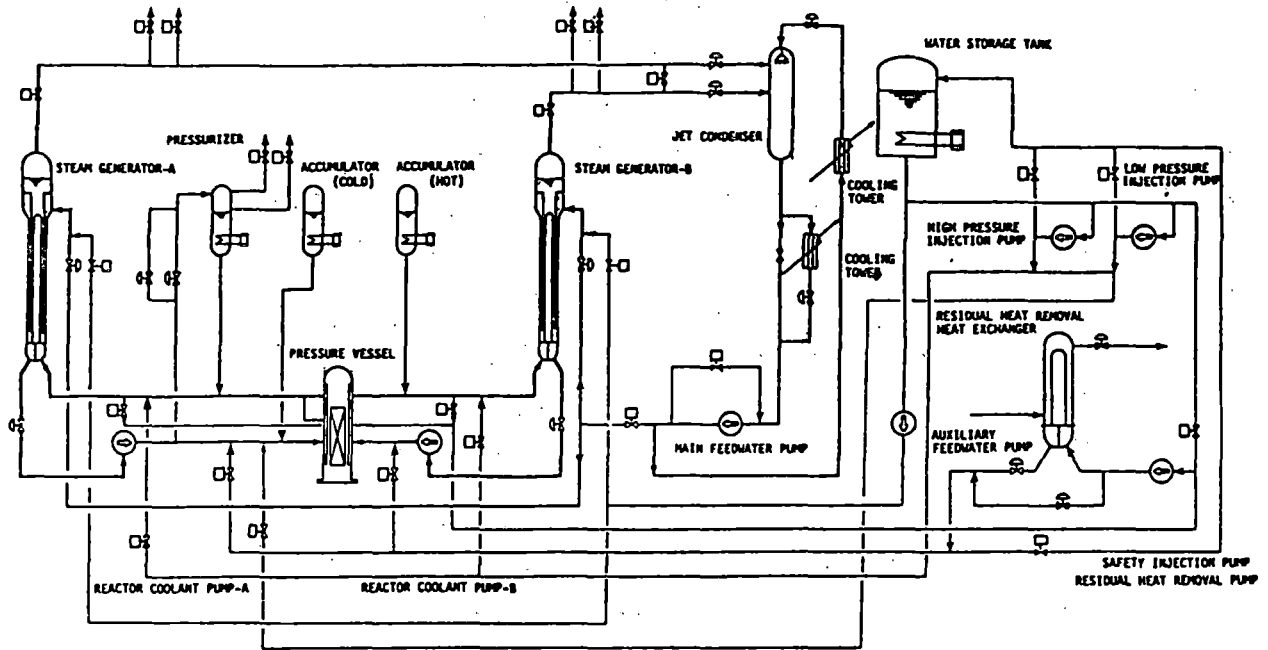 WATER STORAGE TANK
PRESSURIZER
JET CONDENSER
STEAM GENERATOR-A
ACCUMULATOR
(COLD)
ACCUMULATOR
(HOT)
STEAM GENERATOR-B
LOW PRESSURE
INJECTION PUMP
COOLING
TOWER
HIGH PRESSURE
INJECTION PUMP
COOLING
TOWER
RESIDUAL HEAT REMOVAL
HEAT EXCHANGER
PRESSURE VESSEL
MAIN FEEDWATER PUMP
AUXILIARY
FEEDWATER PUMP
SAFETY INJECTION PUMP
RESIDUAL HEAT REMOVAL PUMP
REACTOR COOLANT PUMP-A
REACTOR COOLANT PUMP-B